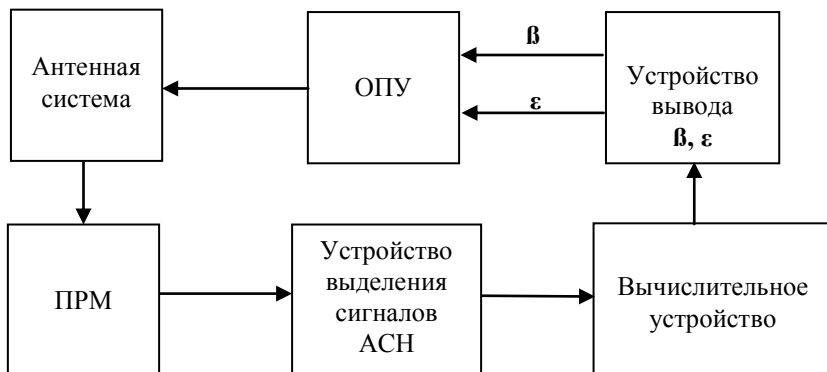 Антенная
система
ОПУ
ß
ε
Устройство
вывода
ß, ε
ПРМ
Устройство
выделения
сигналов
АСН
Вычислительное
устройство